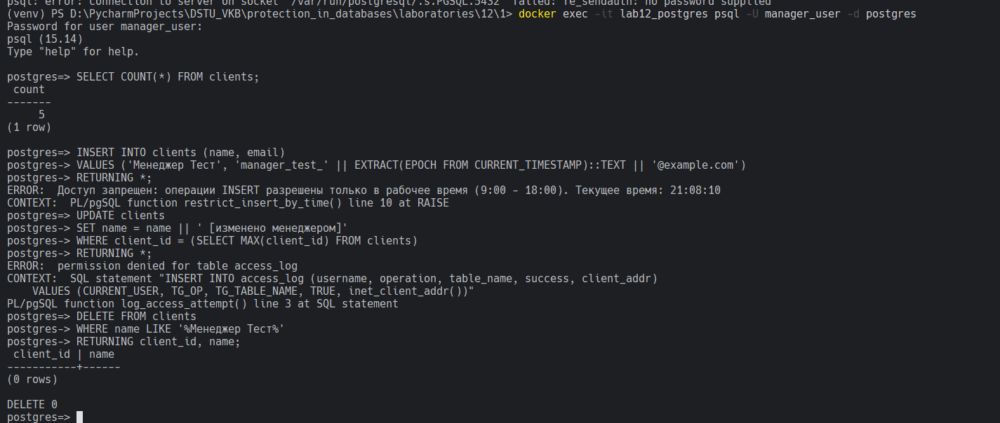 psql: error: connection to server on socket "/var/run/postgresql/.s.PGSQL.5432" failed: fe_sendauth: no password supplied
(venv) PS D:\PycharmProjects\DSTU_VKB\protection_in_databases\laboratories\12\1> docker exec -it lab12_postgres psql -U manager_user -d postgres
Password for user manager_user:
psql (15.14)
Type "help" for help.

postgres=> SELECT COUNT(*) FROM clients;
 count
-------
     5
(1 row)

postgres=> INSERT INTO clients (name, email)
postgres-> VALUES ('Менеджер Тест', 'manager_test_' || EXTRACT(EPOCH FROM CURRENT_TIMESTAMP)::TEXT || '@example.com')
postgres-> RETURNING *;
ERROR:  Доступ запрещен: операции INSERT разрешены только в рабочее время (9:00 - 18:00). Текущее время: 21:08:10
CONTEXT:  PL/pgSQL function restrict_insert_by_time() line 10 at RAISE
postgres=> UPDATE clients
postgres-> SET name = name || ' [изменено менеджером]'
postgres-> WHERE client_id = (SELECT MAX(client_id) FROM clients)
postgres-> RETURNING *;
ERROR:  permission denied for table access_log
CONTEXT:  SQL statement "INSERT INTO access_log (username, operation, table_name, success, client_addr)
    VALUES (CURRENT_USER, TG_OP, TG_TABLE_NAME, TRUE, inet_client_addr())"
PL/pgSQL function log_access_attempt() line 3 at SQL statement
postgres=> DELETE FROM clients
postgres-> WHERE name LIKE '%Менеджер Тест%'
postgres-> RETURNING client_id, name;
 client_id | name
-----------+------
(0 rows)

DELETE 0
postgres=>